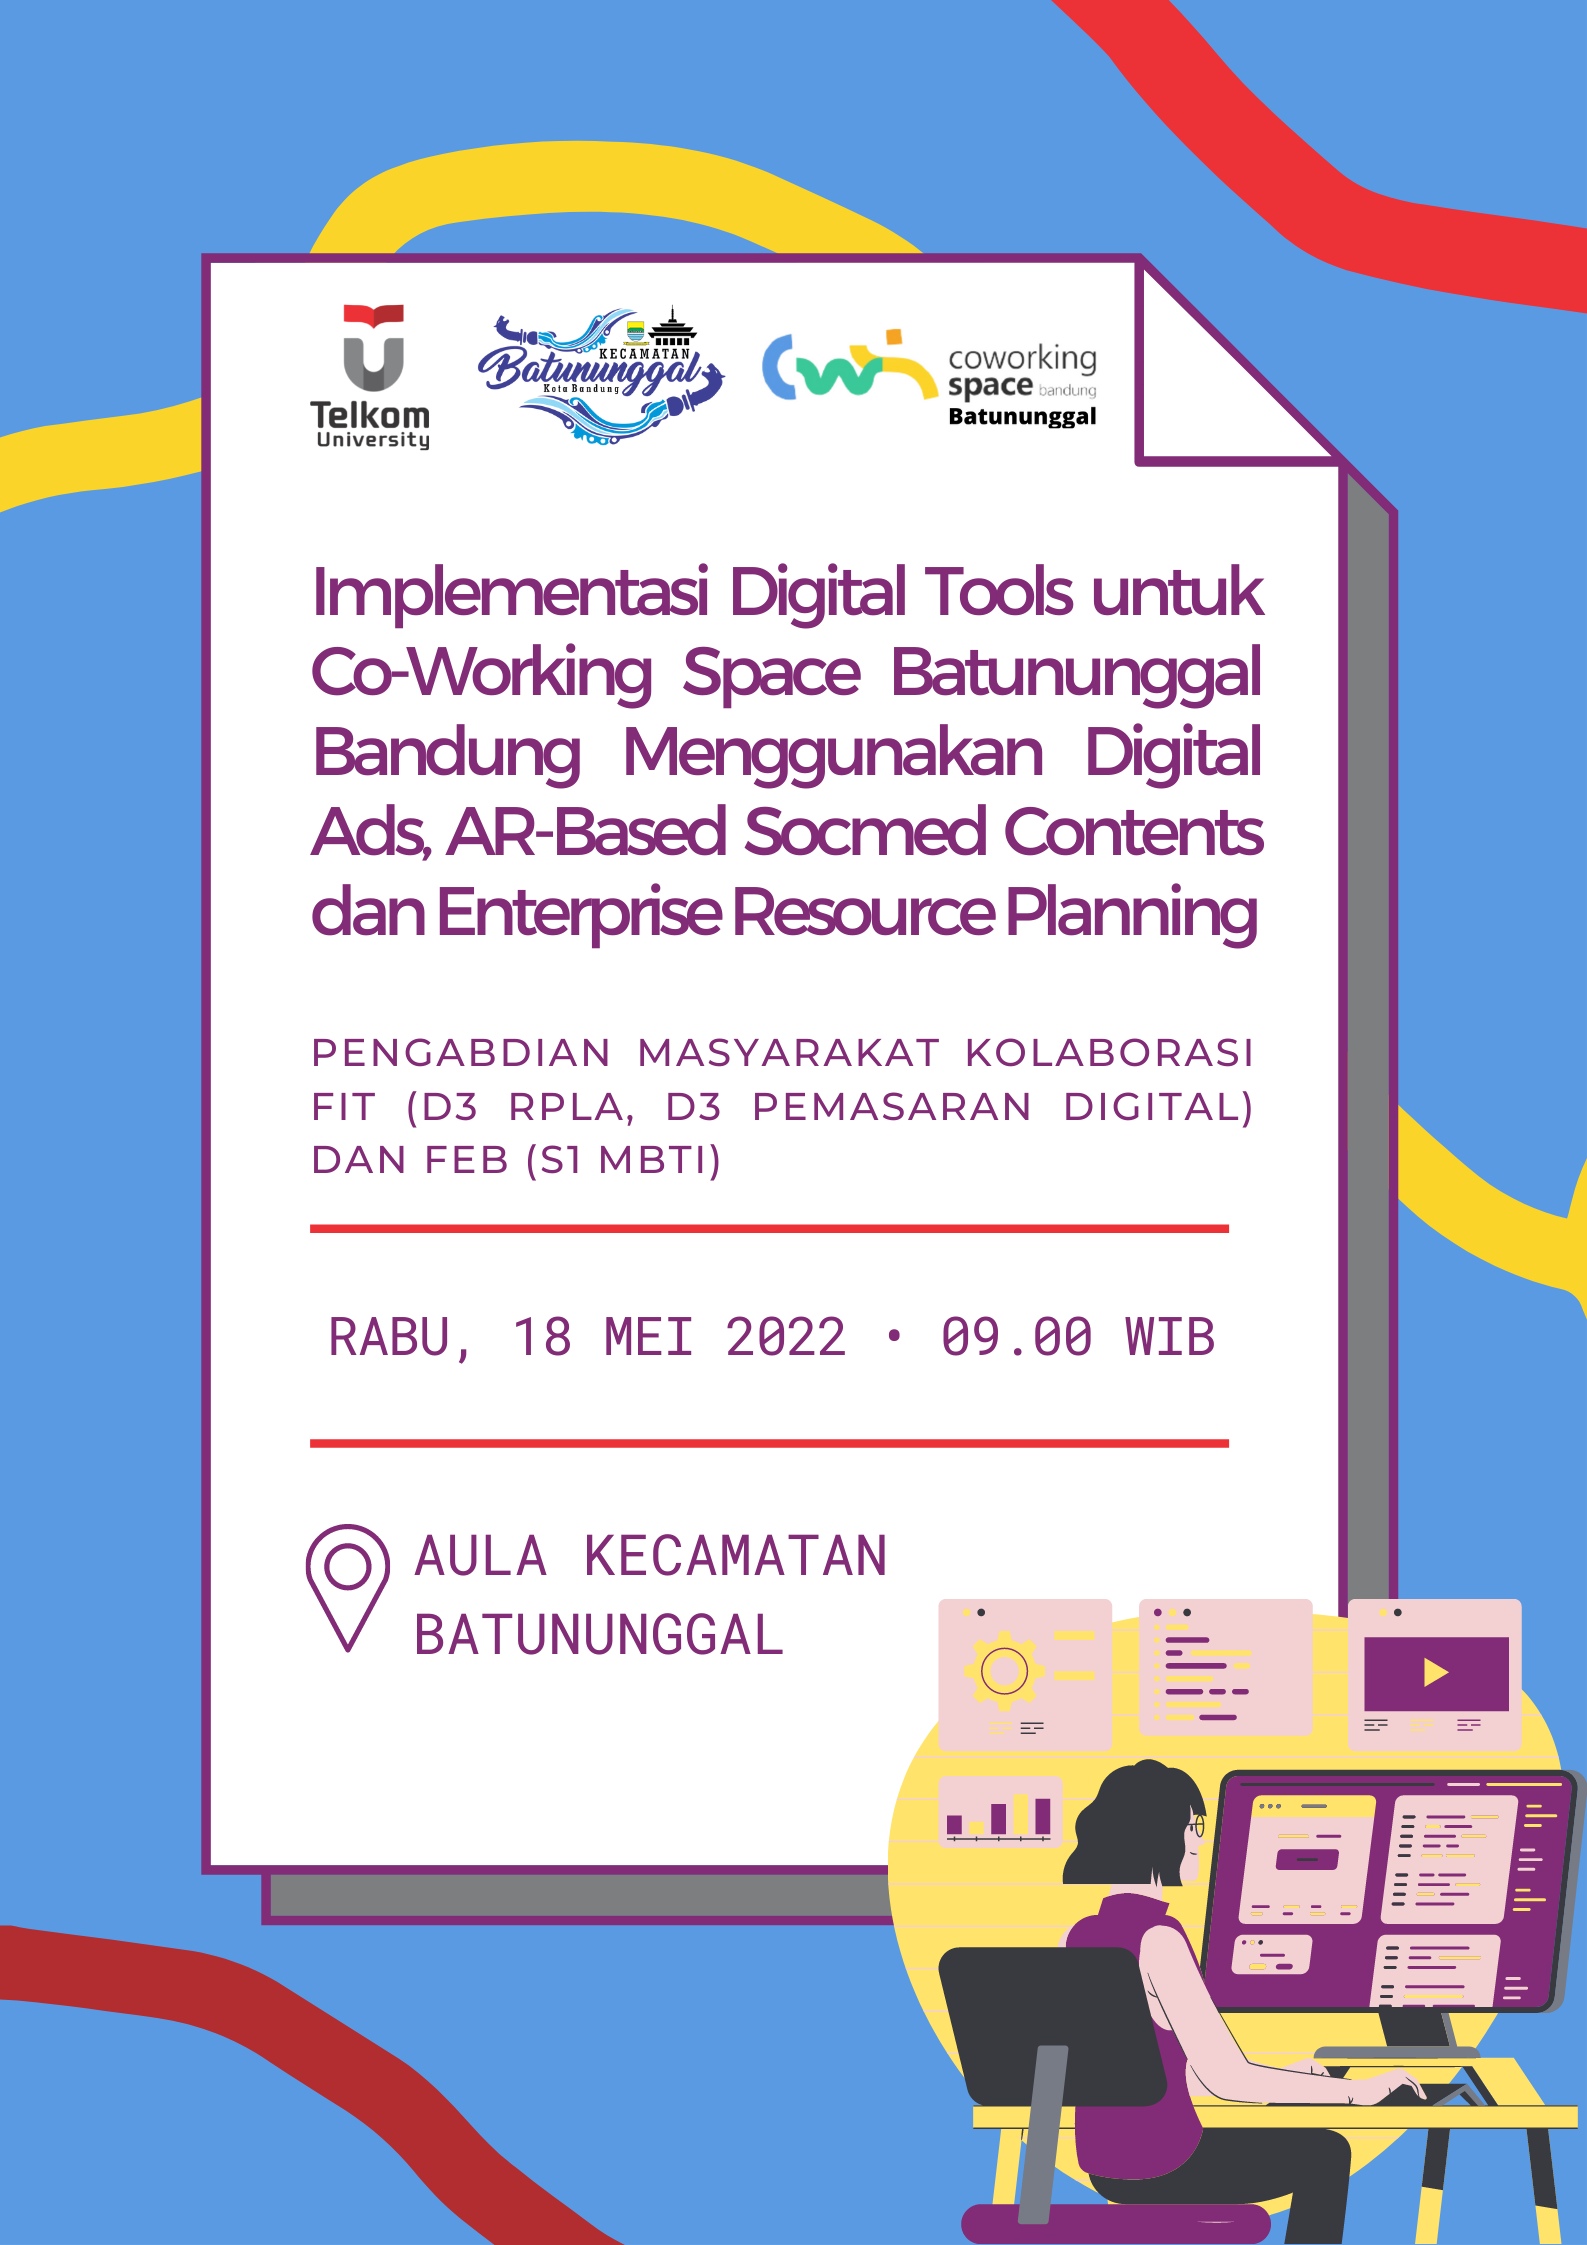 Telkom
University
KECAMATAN
Batununggal
Kota Bandung
coworking
space bandung
Batununggal
Implementasi Digital Tools untuk
Co-Working Space Batununggal
Bandung Menggunakan Digital
Ads, AR-Based Socmed Contents
dan Enterprise Resource Planning
PENGABDIAN MASYARAKAT KOLABORASI
FIT (D3 RPLA, D3 PEMASARAN DIGITAL)
DAN FEB (S1 MBTI)
RABU, 18 MEI 2022 • 09.00 WIB
AULA KECAMATAN
BATUNUNGGAL